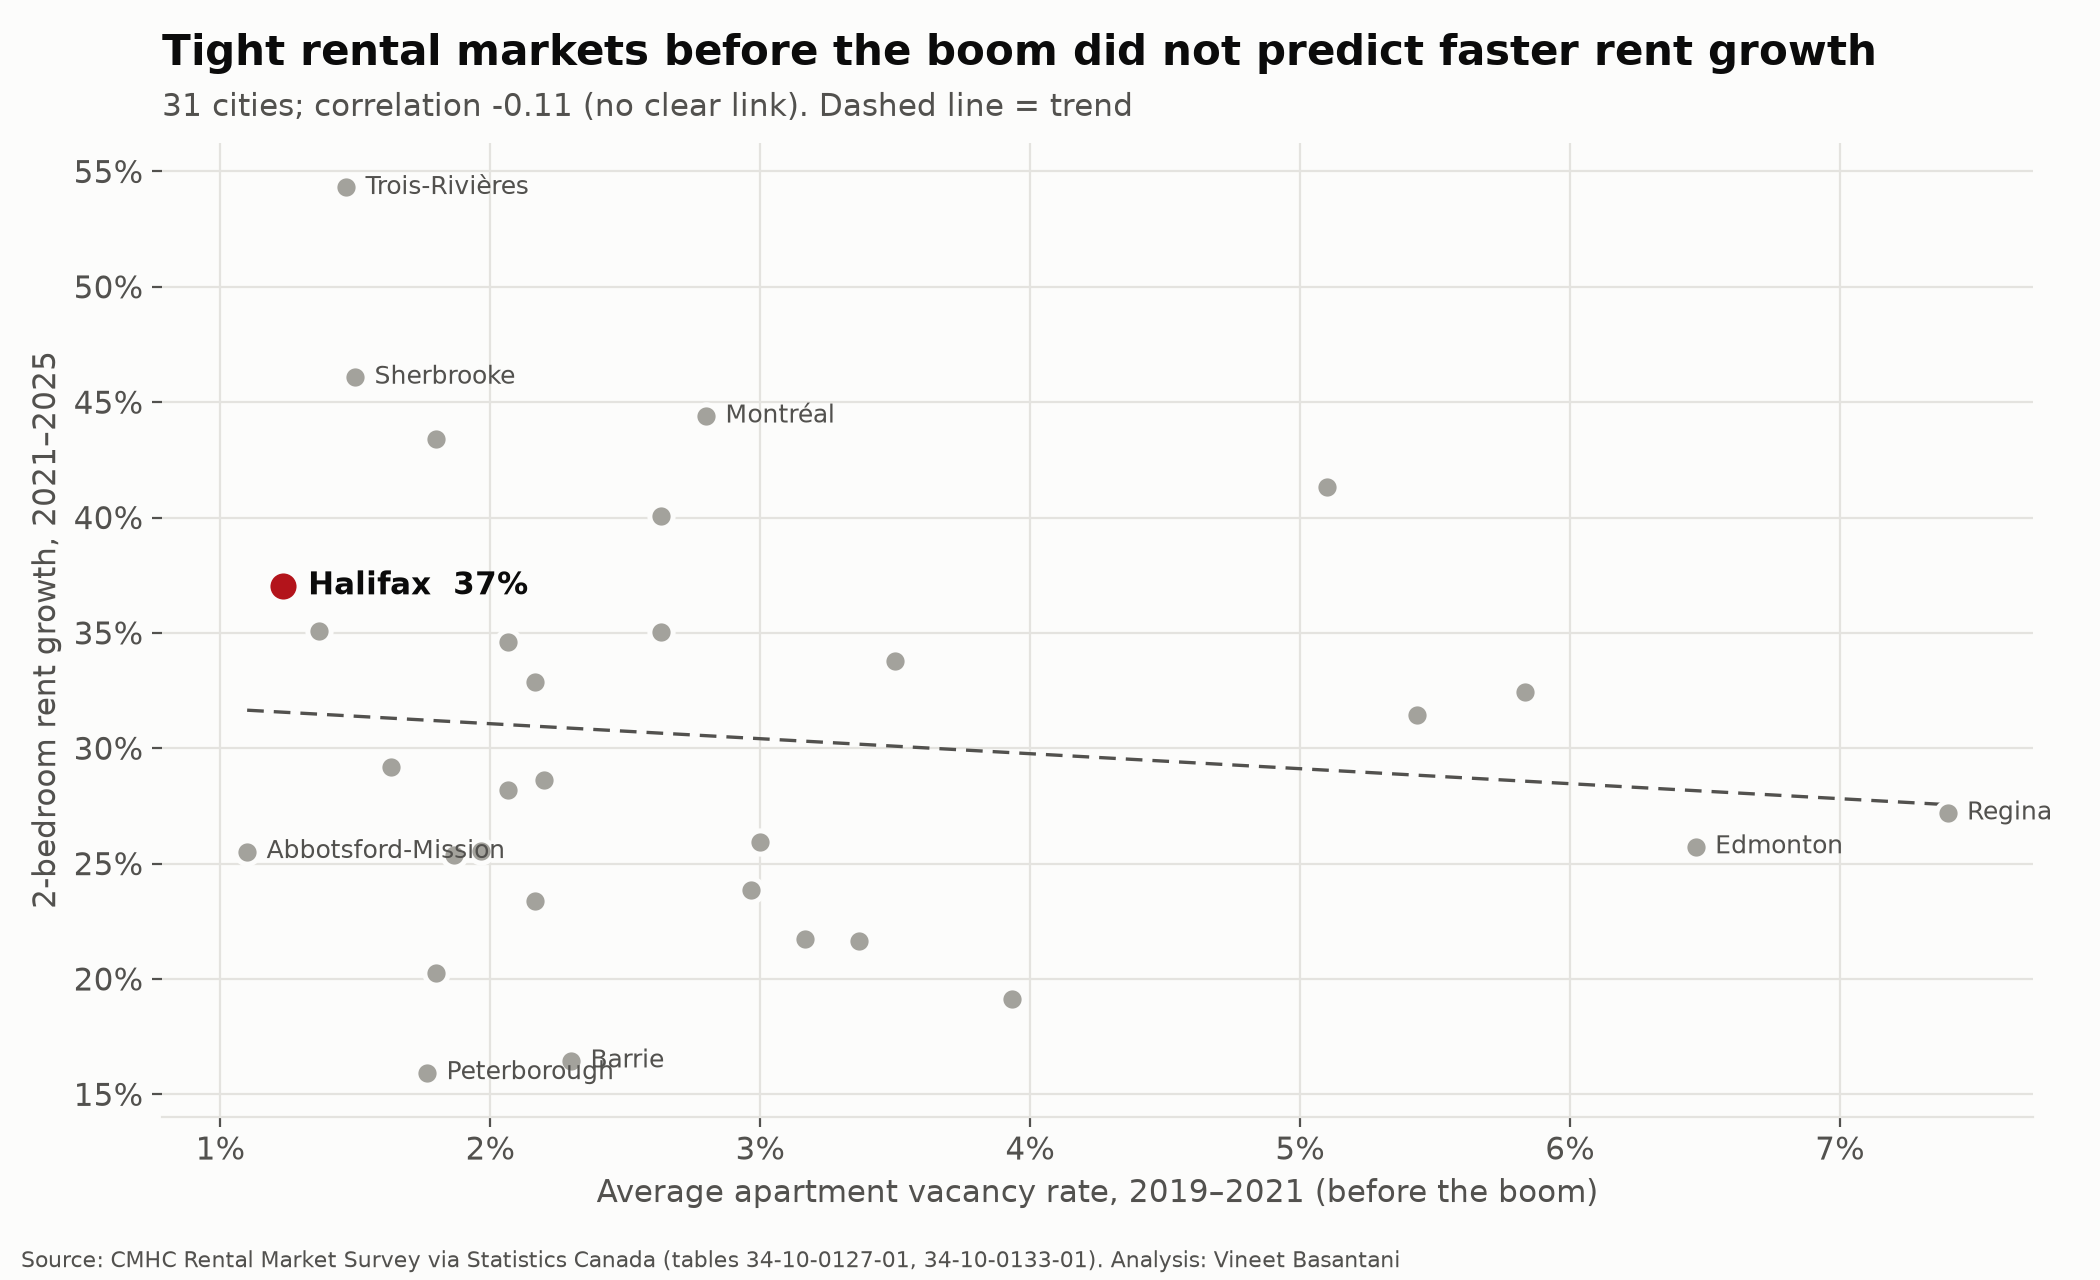 Tight rental markets before the boom did not predict faster rent growth
31 cities; correlation -0.11 (no clear link). Dashed line = trend
2-bedroom rent growth, 2021–2025
55%
50%
45%
40%
35%
30%
25%
20%
15%
Trois-Rivières
Sherbrooke
Montréal
Halifax 37%
Abbotsford-Mission
Regina
Edmonton
Barrie
Peterborough
1%
2%
3%
4%
5%
6%
7%
Average apartment vacancy rate, 2019–2021 (before the boom)
Source: CMHC Rental Market Survey via Statistics Canada (tables 34-10-0127-01, 34-10-0133-01). Analysis: Vineet Basantani